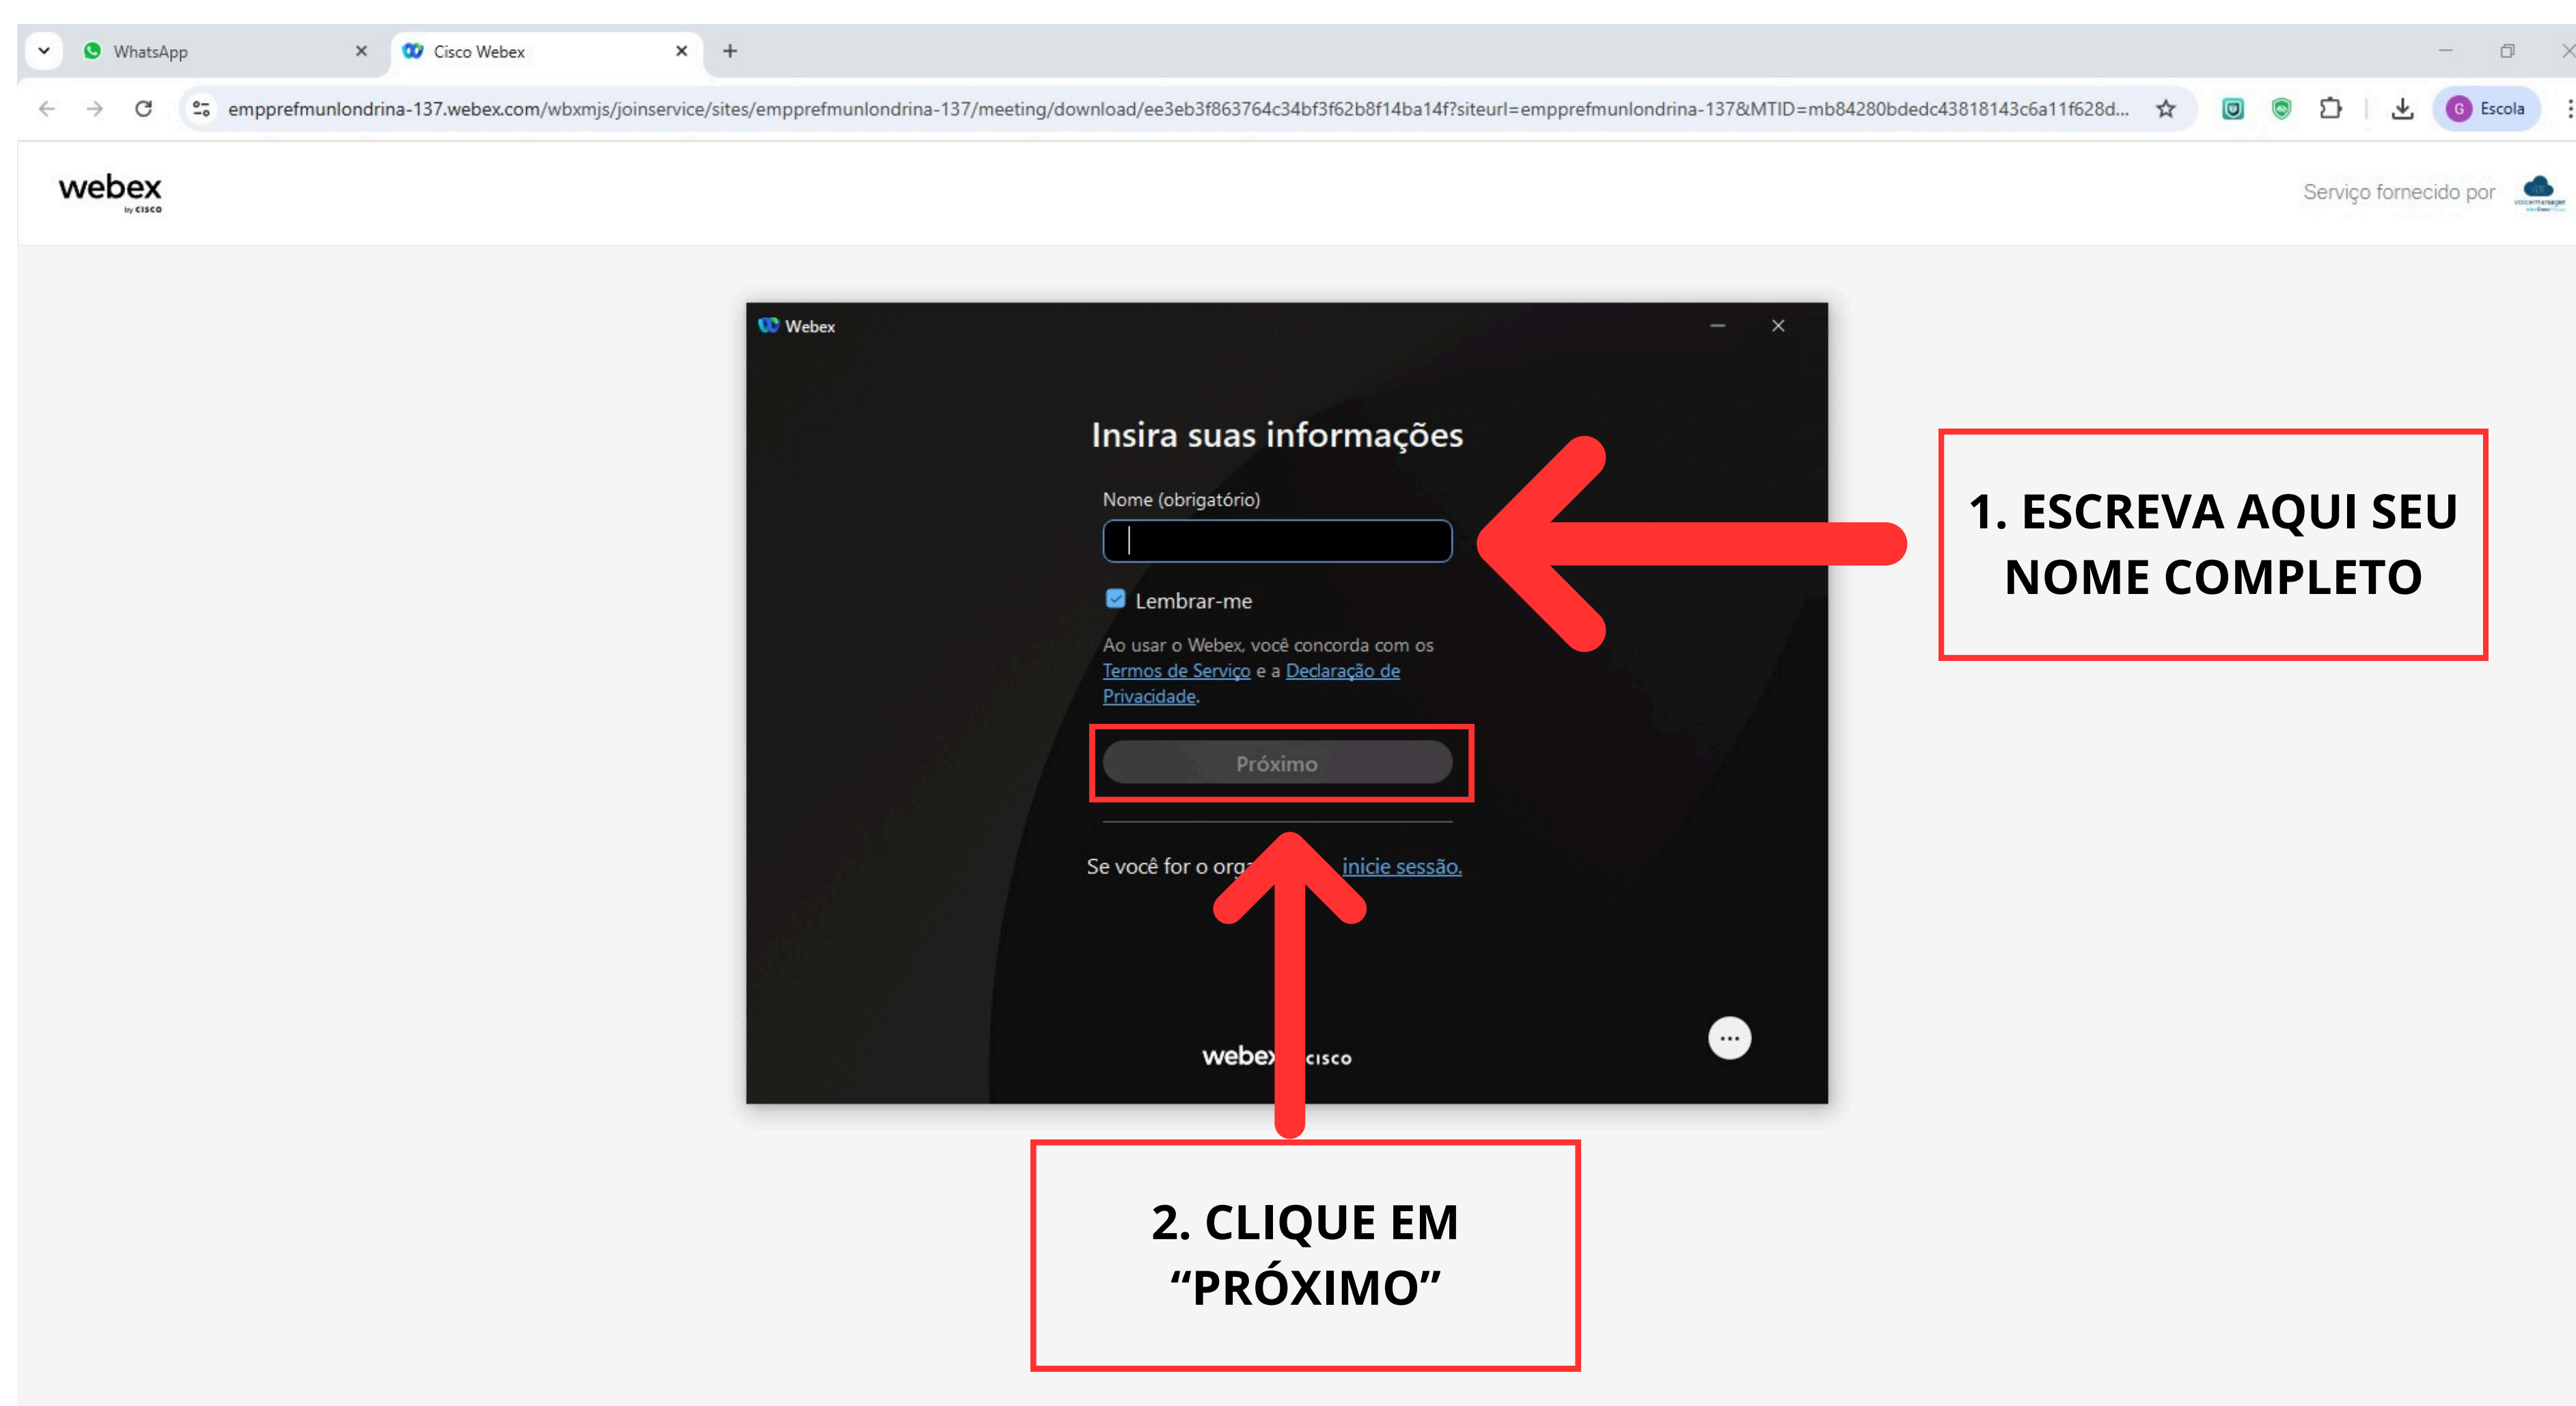 WhatsApp
Cisco Webex
empprefmunlondrina-137.webex.com/wbxmjs/joinservice/sites/empprefmunlondrina-137/meeting/download/ee3eb3f863764c34bf3f62b8f14ba14f?siteurl=empprefmunlondrina-137&MTID=mb84280bdedc43818143c6a11f628d...
G
Escola
webex
by CISCO
Serviço fornecido por
Webex
Insira suas informações
Nome (obrigatório)
Lembrar-me
Ao usar o Webex, você concorda com os
Termos de Serviço e a Declaração de
Privacidade.
Próximo
Se você for o inicie sessão.
webex CISCO
1. ESCREVA AQUI SEU
NOME COMPLETO
2. CLIQUE EM
“PRÓXIMO”